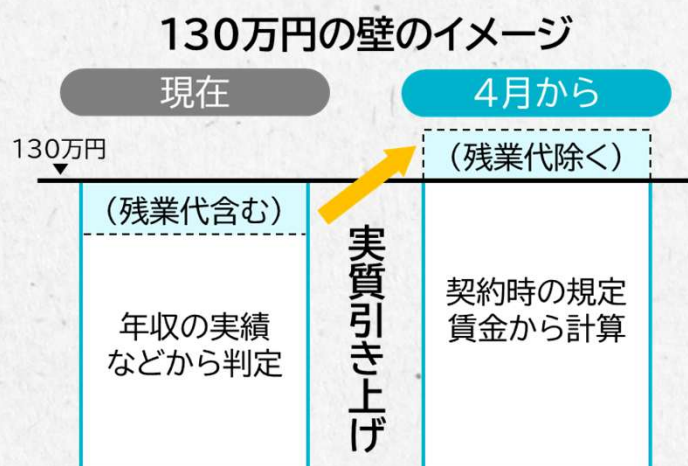 130万円の壁のイメージ
現在
4月から
130万円
(残業代含む)
(残業代除く)
年収の実績
などから判定
実質引き上げ
契約時の規定
賃金から計算